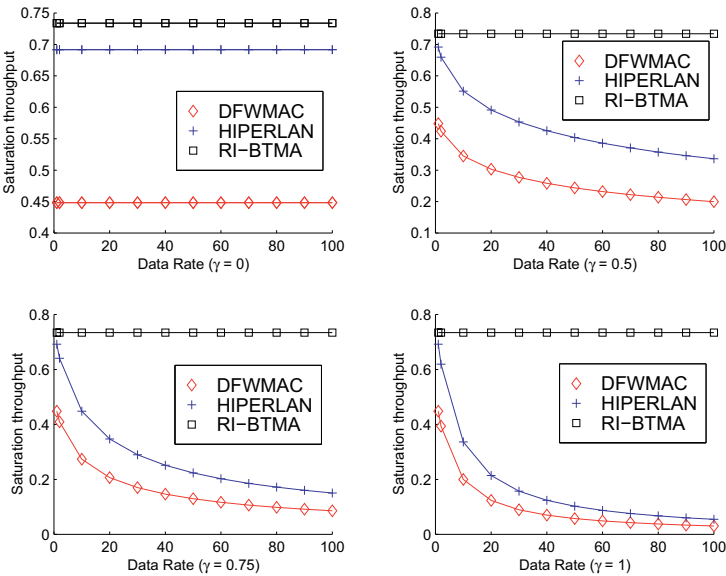 0.75
0.7
0.65
0.6
0.55
0.5
0.45
0.4
Saturation throughput
DFWMAC
HIPERLAN
RI−BTMA
0 20 40 60 80 100
Data Rate (γ = 0)
0.8
0.7
0.6
0.5
0.4
0.3
0.2
0.1
Saturation throughput
DFWMAC
HIPERLAN
RI−BTMA
0 20 40 60 80 100
Data Rate (γ = 0.5)
0.8
0.6
0.4
0.2
0
Saturation throughput
DFWMAC
HIPERLAN
RI−BTMA
0 20 40 60 80 100
Data Rate (γ = 0.75)
0.8
0.6
0.4
0.2
0
Saturation throughput
DFWMAC
HIPERLAN
RI−BTMA
0 20 40 60 80 100
Data Rate (γ = 1)